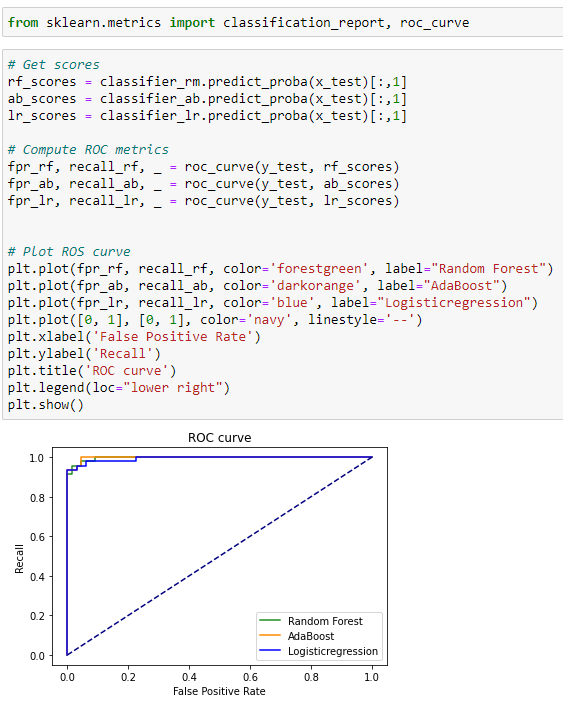 from sklearn.metrics import classification_report, roc_curve
# Get scores
rf_scores = classifier_rm.predict_proba(x_test)[:,1]
ab_scores = classifier_ab.predict_proba(x_test)[:,1]
lr_scores = classifier_lr.predict_proba(x_test)[:,1]
# Compute ROC metrics
fpr_rf, recall_rf, _ = roc_curve(y_test, rf_scores)
fpr_ab, recall_ab, _ = roc_curve(y_test, ab_scores)
fpr_lr, recall_lr, _ = roc_curve(y_test, lr_scores)
# Plot ROS curve
plt.plot(fpr_rf, recall_rf, color='forestgreen', label="Random Forest")
plt.plot(fpr_ab, recall_ab, color='darkorange', label="AdaBoost")
plt.plot(fpr_lr, recall_lr, color='blue', label="Logisticregression")
plt.plot([0, 1], [0, 1], color='navy', linestyle='--')
plt.xlabel('False Positive Rate')
plt.ylabel('Recall')
plt.title('ROC curve')
plt.legend(loc="lower right")
plt.show()
ROC curve
1.0
0.8
0.6
0.4
0.2
0.0
Recall
Random Forest
AdaBoost
Logisticregression
0.0 0.2 0.4 0.6 0.8 1.0
False Positive Rate